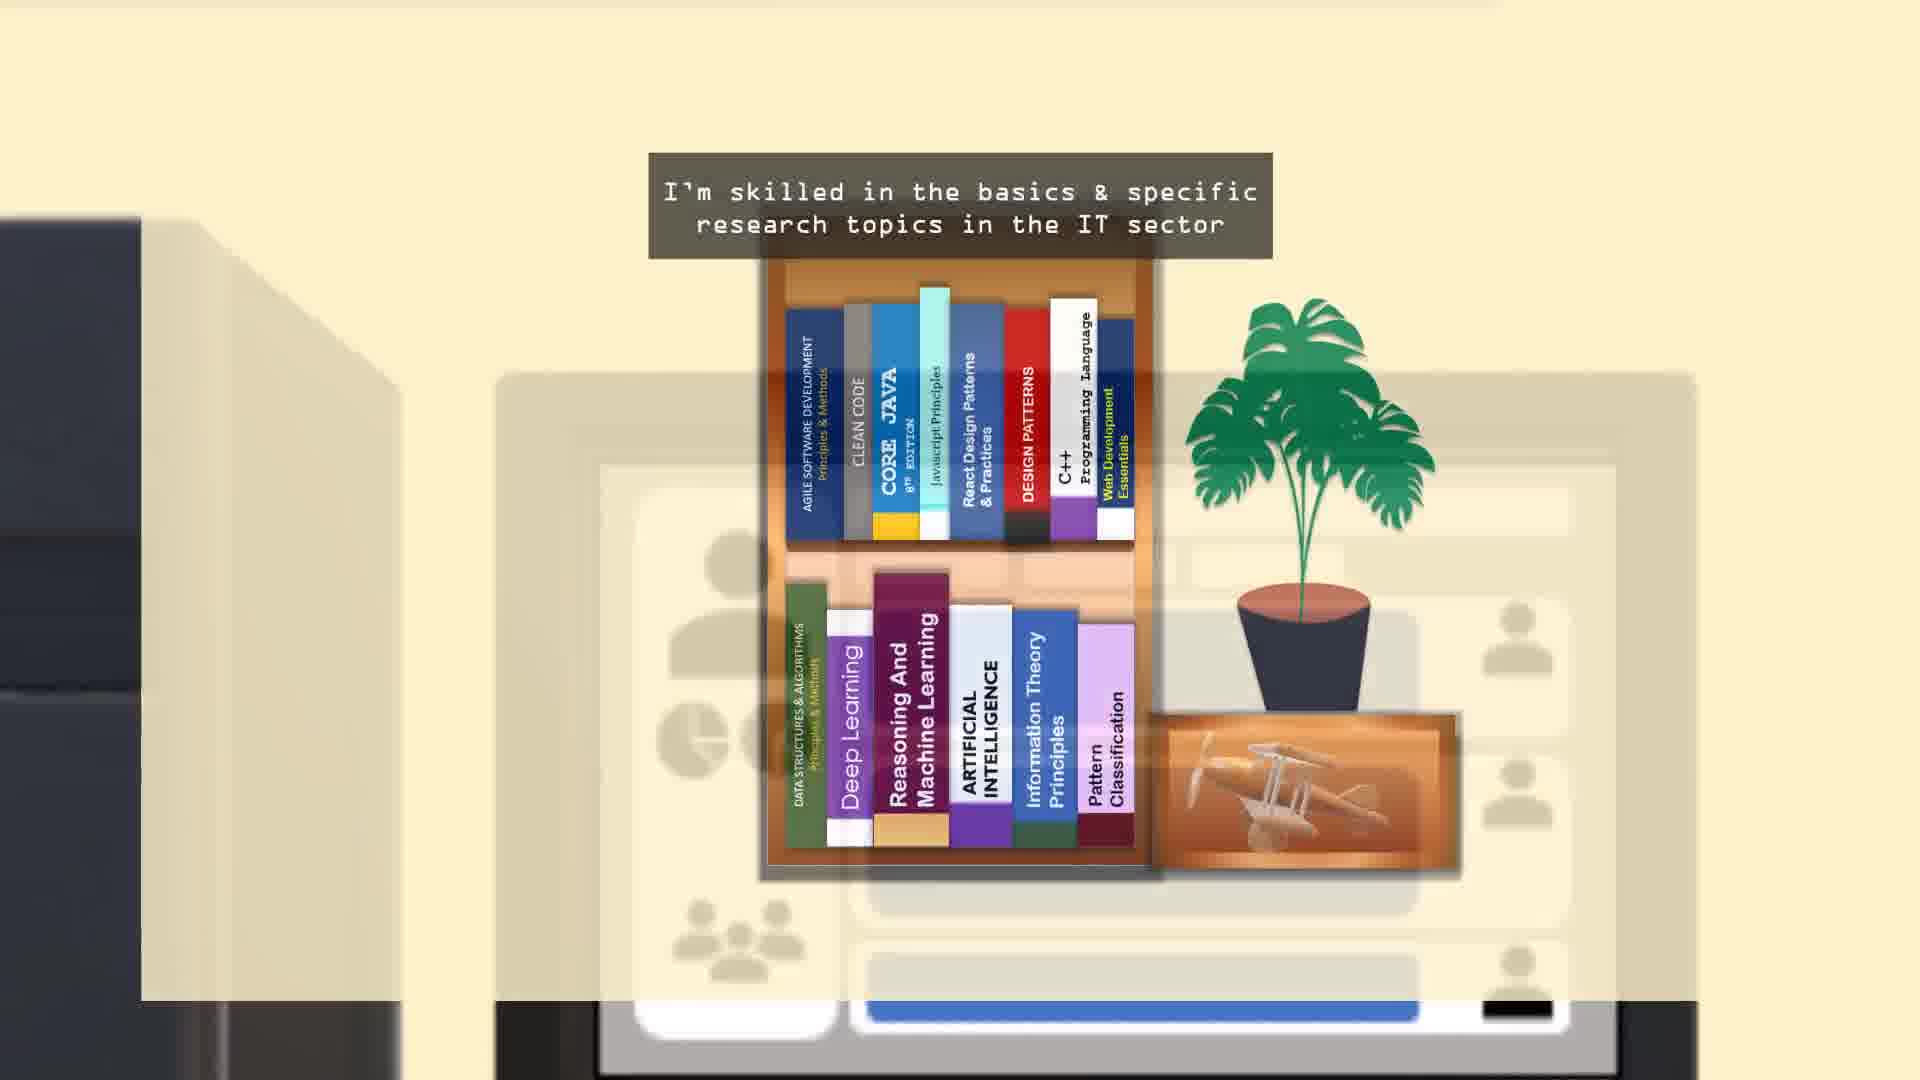 I'm skilled in the basics & specific
research topics in the IT sector
AGILE SOFTWARE DEVELOPMENT
Principles & Methods
CLEAN CODE
CORE JAVA
8TH EDITION
Javascript Principles
React Design Patterns
& Practices
DESIGN PATTERNS
C++
Programming Language
Web Development
Essentials
DATA STRUCTURES & ALGORITHMS
Principles & Methods
Deep Learning
Reasoning And
Machine Learning
ARTIFICIAL
INTELLIGENCE
Information Theory
Principles
Pattern
Classification